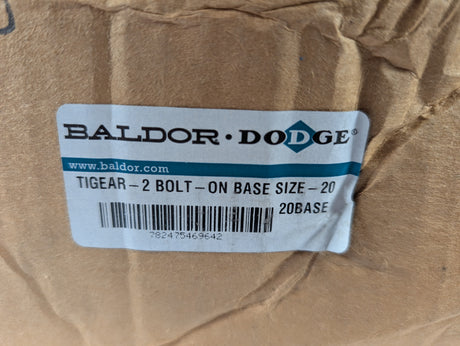 BALDOR · DODGE®
www.baldor.com
TIGEAR-2 BOLT-ON BASE SIZE-20
20BASE
782475469642